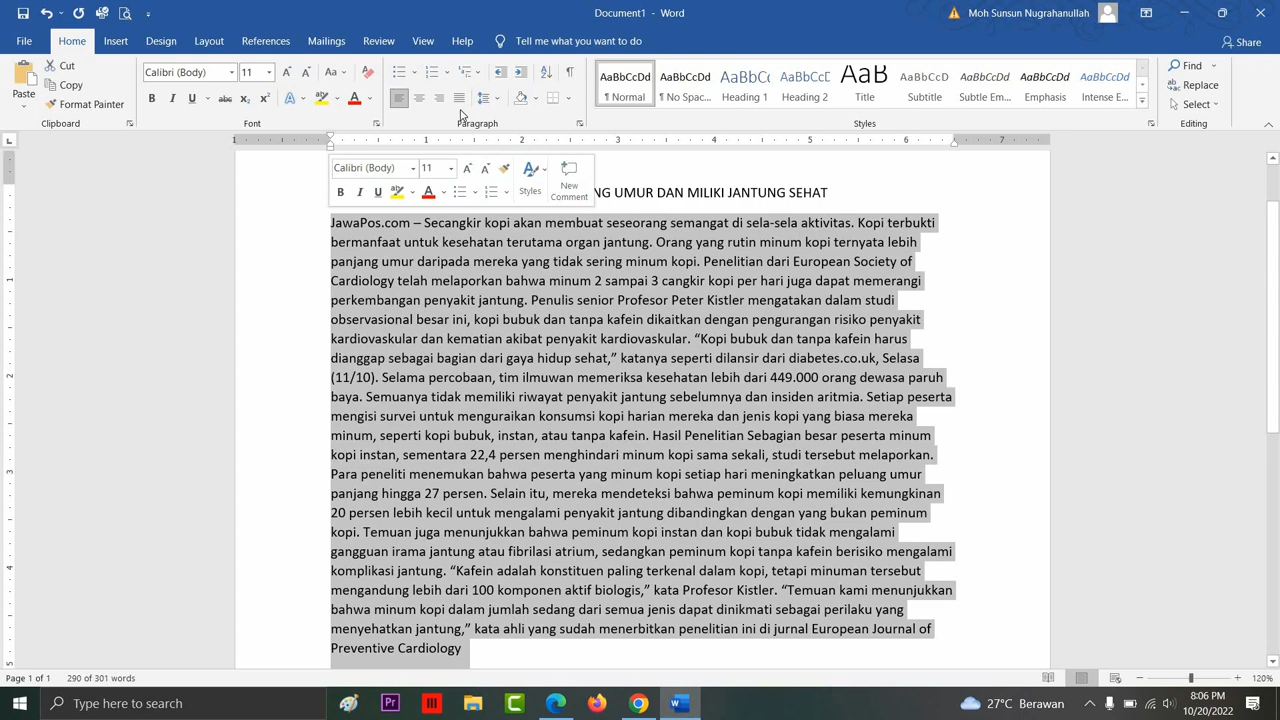 Document1 - Word
Moh Sunsun Nugrahanullah
File Home Insert Design Layout References Mailings Review View Help Tell me what you want to do Share
Paste Cut Copy Format Painter
Clipboard
Calibri (Body) 11 Aa
B I U abc x₂ x² A A
Font
Paragraph
AaBbCcDd ¶ Normal
AaBbCcDd ¶ No Spac...
AaBbCc Heading 1
AaBbCcD Heading 2
AaB Title
AaBbCcD Subtitle
AaBbCcDd Subtle Em...
AaBbCcDd Emphasis
AaBbCcDd Intense E...
Styles
Find
Replace
Select
Editing
1 1 2 3 4 5 6 7
Calibri (Body) 11
B I U A Styles New Comment
NG UMUR DAN MILIKI JANTUNG SEHAT
JawaPos.com – Secangkir kopi akan membuat seseorang semangat di sela-sela aktivitas. Kopi terbukti
bermanfaat untuk kesehatan terutama organ jantung. Orang yang rutin minum kopi ternyata lebih
panjang umur daripada mereka yang tidak sering minum kopi. Penelitian dari European Society of
Cardiology telah melaporkan bahwa minum 2 sampai 3 cangkir kopi per hari juga dapat memerangi
perkembangan penyakit jantung. Penulis senior Profesor Peter Kistler mengatakan dalam studi
observasional besar ini, kopi bubuk dan tanpa kafein dikaitkan dengan pengurangan risiko penyakit
kardiovaskular dan kematian akibat penyakit kardiovaskular. “Kopi bubuk dan tanpa kafein harus
dianggap sebagai bagian dari gaya hidup sehat,” katanya seperti dilansir dari diabetes.co.uk, Selasa
(11/10). Selama percobaan, tim ilmuwan memeriksa kesehatan lebih dari 449.000 orang dewasa paruh
baya. Semuanya tidak memiliki riwayat penyakit jantung sebelumnya dan insiden aritmia. Setiap peserta
mengisi survei untuk menguraikan konsumsi kopi harian mereka dan jenis kopi yang biasa mereka
minum, seperti kopi bubuk, instan, atau tanpa kafein. Hasil Penelitian Sebagian besar peserta minum
kopi instan, sementara 22,4 persen menghindari minum kopi sama sekali, studi tersebut melaporkan.
Para peneliti menemukan bahwa peserta yang minum kopi setiap hari meningkatkan peluang umur
panjang hingga 27 persen. Selain itu, mereka mendeteksi bahwa peminum kopi memiliki kemungkinan
20 persen lebih kecil untuk mengalami penyakit jantung dibandingkan dengan yang bukan peminum
kopi. Temuan juga menunjukkan bahwa peminum kopi instan dan kopi bubuk tidak mengalami
gangguan irama jantung atau fibrilasi atrium, sedangkan peminum kopi tanpa kafein berisiko mengalami
komplikasi jantung. “Kafein adalah konstituen paling terkenal dalam kopi, tetapi minuman tersebut
mengandung lebih dari 100 komponen aktif biologis,” kata Profesor Kistler. “Temuan kami menunjukkan
bahwa minum kopi dalam jumlah sedang dari semua jenis dapat dinikmati sebagai perilaku yang
menyehatkan jantung,” kata ahli yang sudah menerbitkan penelitian ini di jurnal European Journal of
Preventive Cardiology
Page 1 of 1 290 of 301 words 120%
Type here to search 27°C Berawan 8:06 PM
10/20/2022